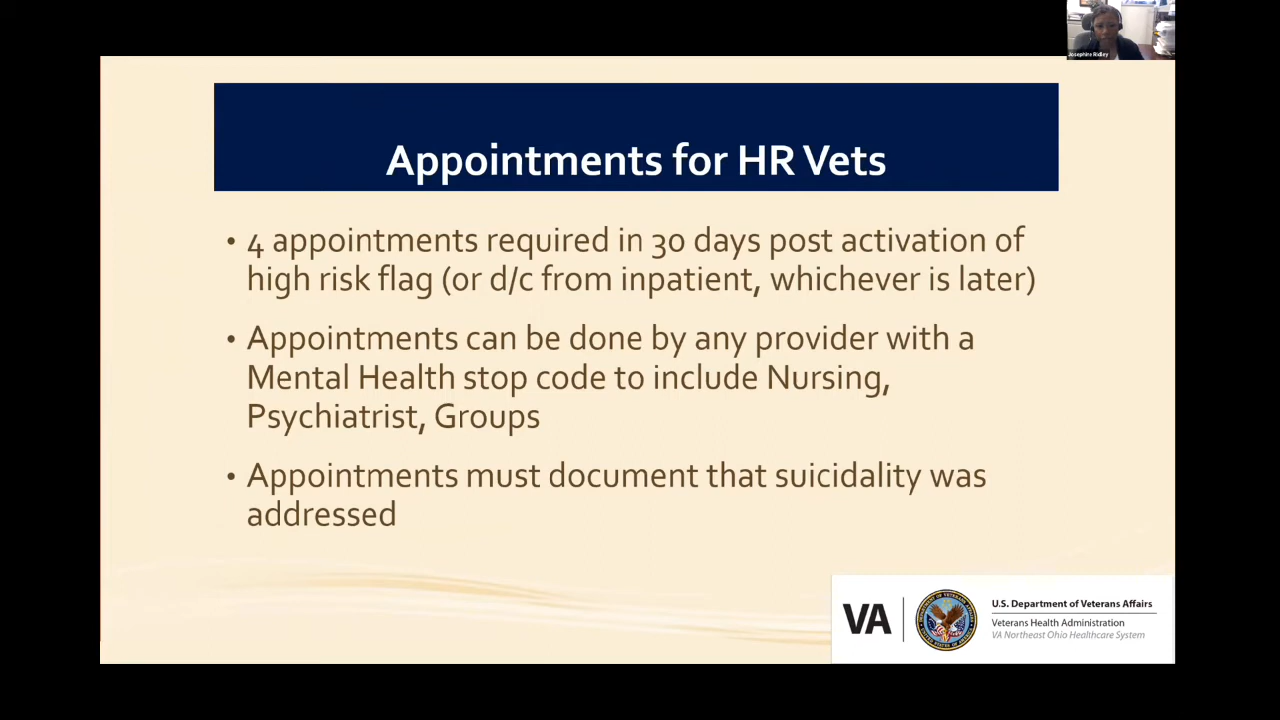 Josephine Ridley
Appointments for HR Vets
• 4 appointments required in 30 days post activation of
high risk flag (or d/c from inpatient, whichever is later)
• Appointments can be done by any provider with a
Mental Health stop code to include Nursing,
Psychiatrist, Groups
• Appointments must document that suicidality was
addressed
VA
U.S. Department of Veterans Affairs
Veterans Health Administration
VA Northeast Ohio Healthcare System